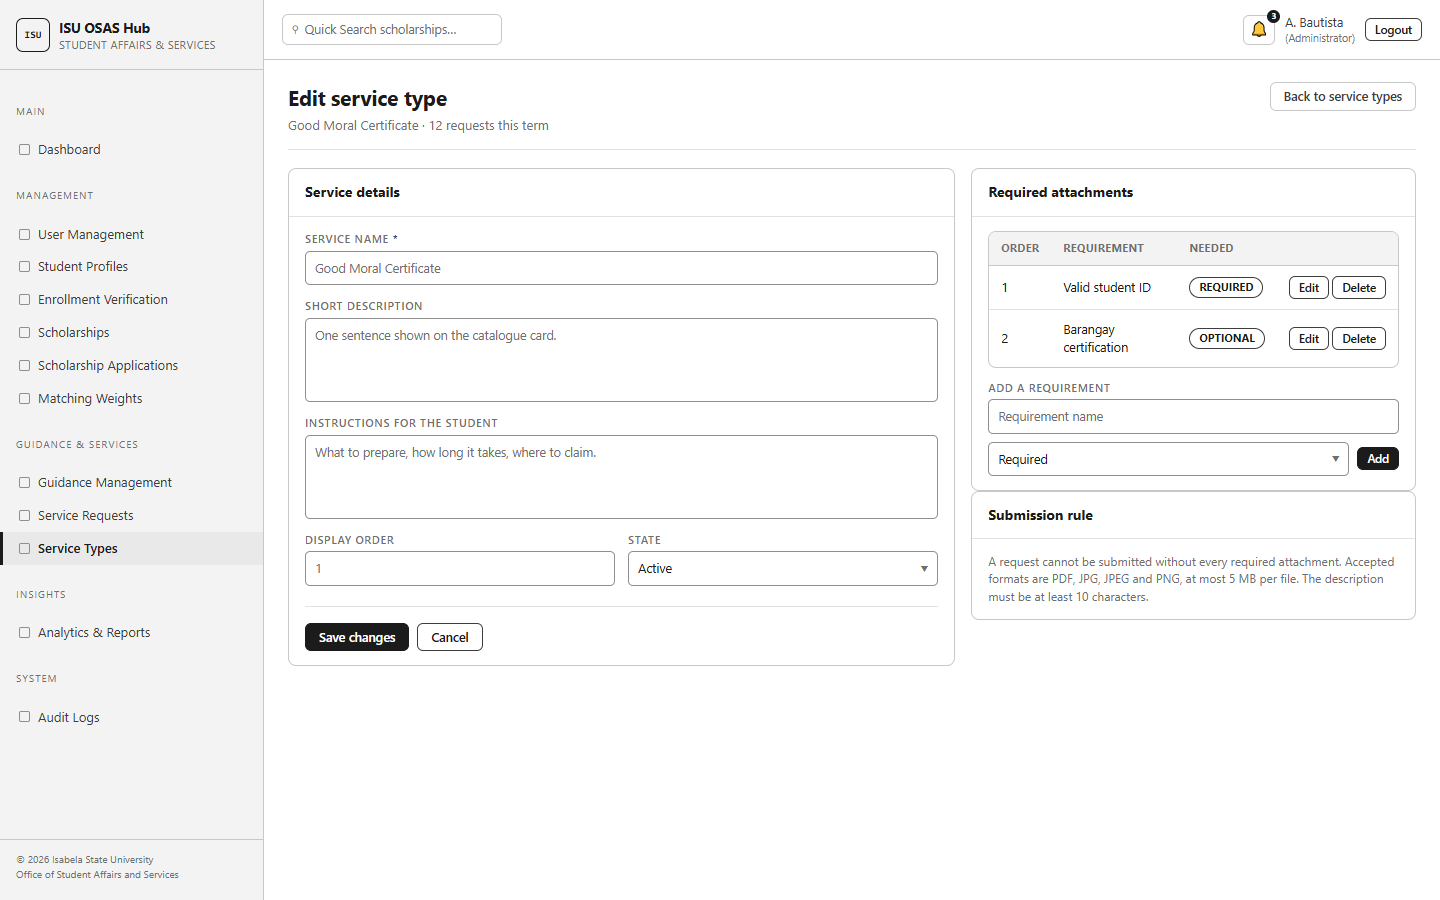 ISU
ISU OSAS Hub
STUDENT AFFAIRS & SERVICES
MAIN
Dashboard
MANAGEMENT
User Management
Student Profiles
Enrollment Verification
Scholarships
Scholarship Applications
Matching Weights
GUIDANCE & SERVICES
Guidance Management
Service Requests
Service Types
INSIGHTS
Analytics & Reports
SYSTEM
Audit Logs
© 2026 Isabela State University
Office of Student Affairs and Services
Quick Search scholarships...
3
A. Bautista
(Administrator)
Logout
Edit service type
Good Moral Certificate · 12 requests this term
Back to service types
Service details
SERVICE NAME *
Good Moral Certificate
SHORT DESCRIPTION
One sentence shown on the catalogue card.
INSTRUCTIONS FOR THE STUDENT
What to prepare, how long it takes, where to claim.
DISPLAY ORDER
STATE
1
Active
Save changes
Cancel
Required attachments
ORDER REQUIREMENT NEEDED
1 Valid student ID REQUIRED Edit Delete
2 Barangay certification OPTIONAL Edit Delete
ADD A REQUIREMENT
Requirement name
Required
Add
Submission rule
A request cannot be submitted without every required attachment. Accepted
formats are PDF, JPG, JPEG and PNG, at most 5 MB per file. The description
must be at least 10 characters.